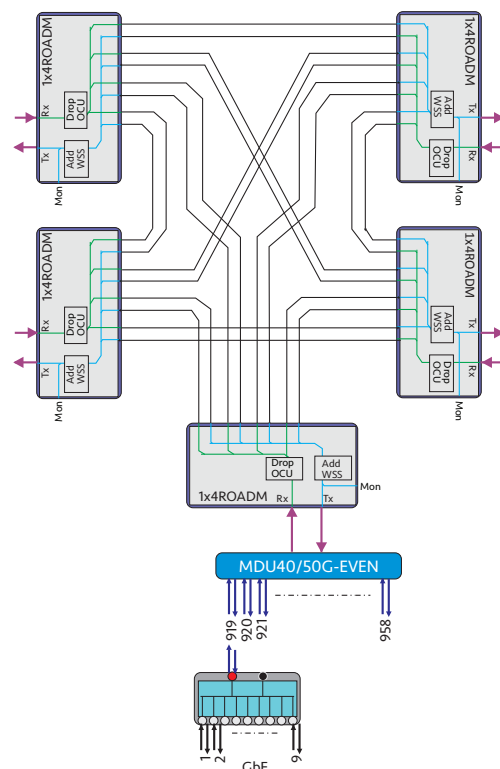 1x4ROADM
Rx
Drop
OCU
Tx
Add
WSS
Mon
1x4ROADM
Add
WSS
Tx
Drop
OCU
Rx
Mon
1x4ROADM
Rx
Drop
OCU
Tx
Add
WSS
Mon
1x4ROADM
Add
WSS
Tx
Drop
OCU
Rx
Mon
Drop
OCU
Add
WSS
Mon
1x4ROADM
Rx
Tx
MDU40/50G-EVEN
919
920
921
958
1
2
9
GbE